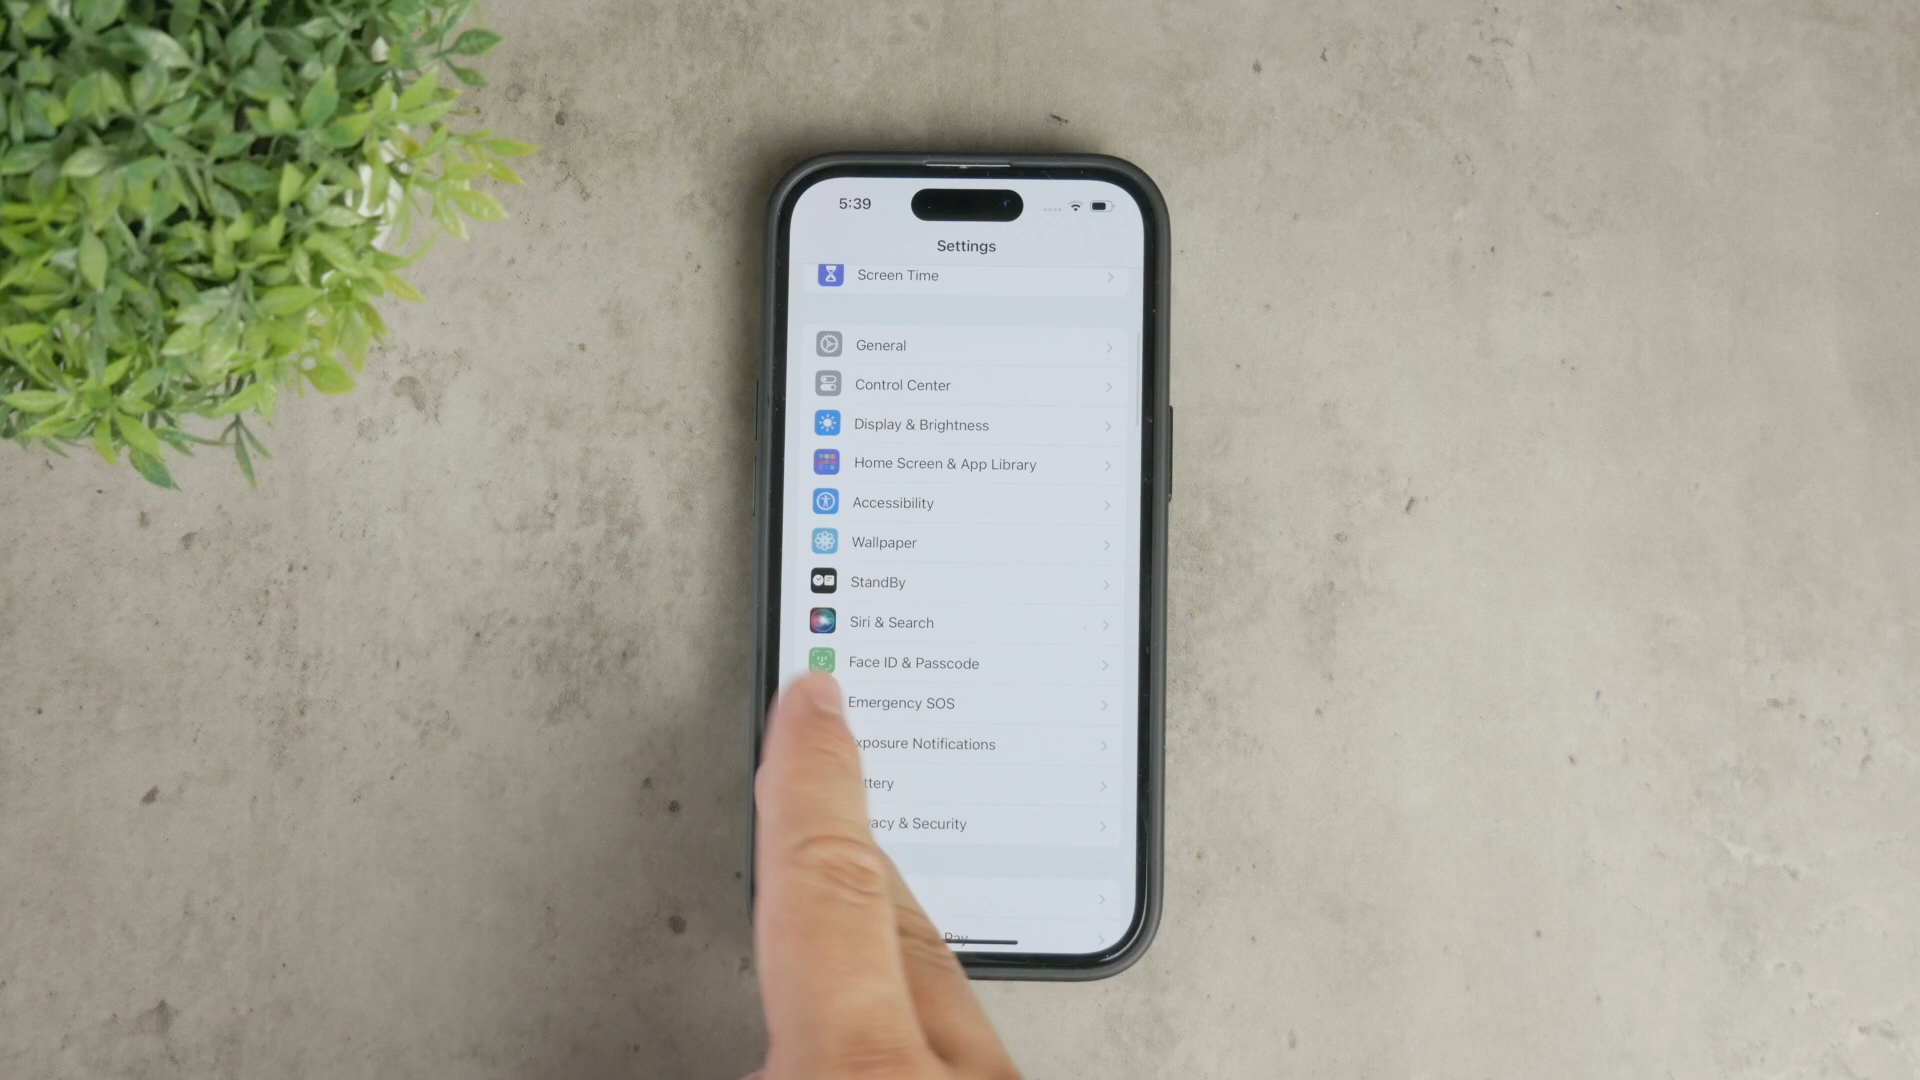 5:39
Settings
Screen Time
General
Control Center
Display & Brightness
Home Screen & App Library
Accessibility
Wallpaper
StandBy
Siri & Search
Face ID & Passcode
Emergency SOS
xposure Notifications
ttery
acy & Security
Pay